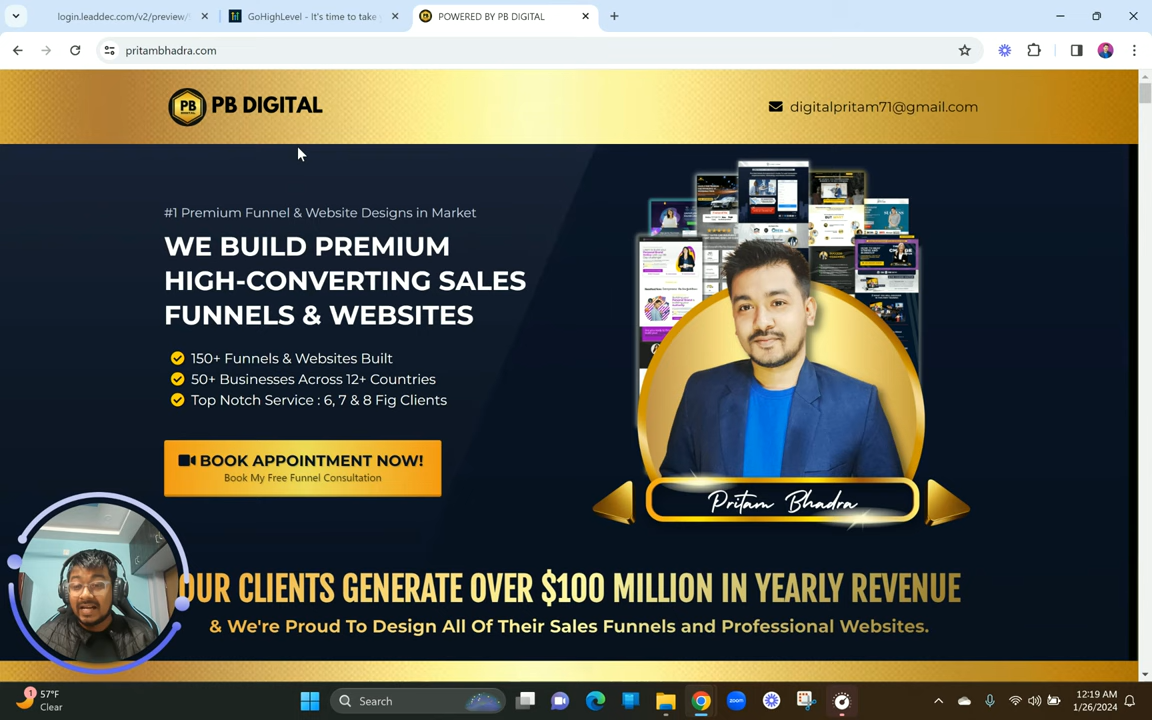 login.leaddec.com/v2/preview/
GoHighLevel - It's time to take
POWERED BY PB DIGITAL
pritambhadra.com
PB
PB DIGITAL
digitalpritam71@gmail.com
#1 Premium Funnel & Website Designs in Market
WE BUILD PREMIUM
HIGH-CONVERTING SALES
FUNNELS & WEBSITES
150+ Funnels & Websites Built
50+ Businesses Across 12+ Countries
Top Notch Service : 6, 7 & 8 Fig Clients
BOOK APPOINTMENT NOW!
Book My Free Funnel Consultation
Pritam Bhadra
OUR CLIENTS GENERATE OVER $100 MILLION IN YEARLY REVENUE
& We're Proud To Design All Of Their Sales Funnels and Professional Websites.
1
57°F
Clear
Search
zoom
12:19 AM
1/26/2024